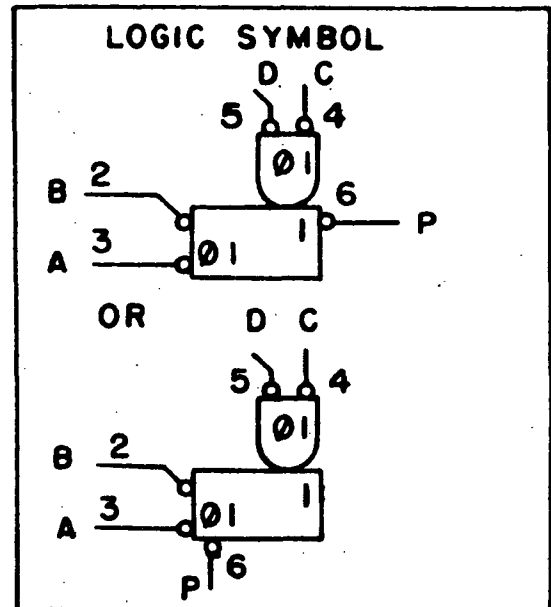 LOGIC SYMBOL
D C
5 4
Ø1
B 2 6
1 P
A 3 Ø1
OR D C
5 4
Ø1
B 2
1
A 3 Ø1
P 6